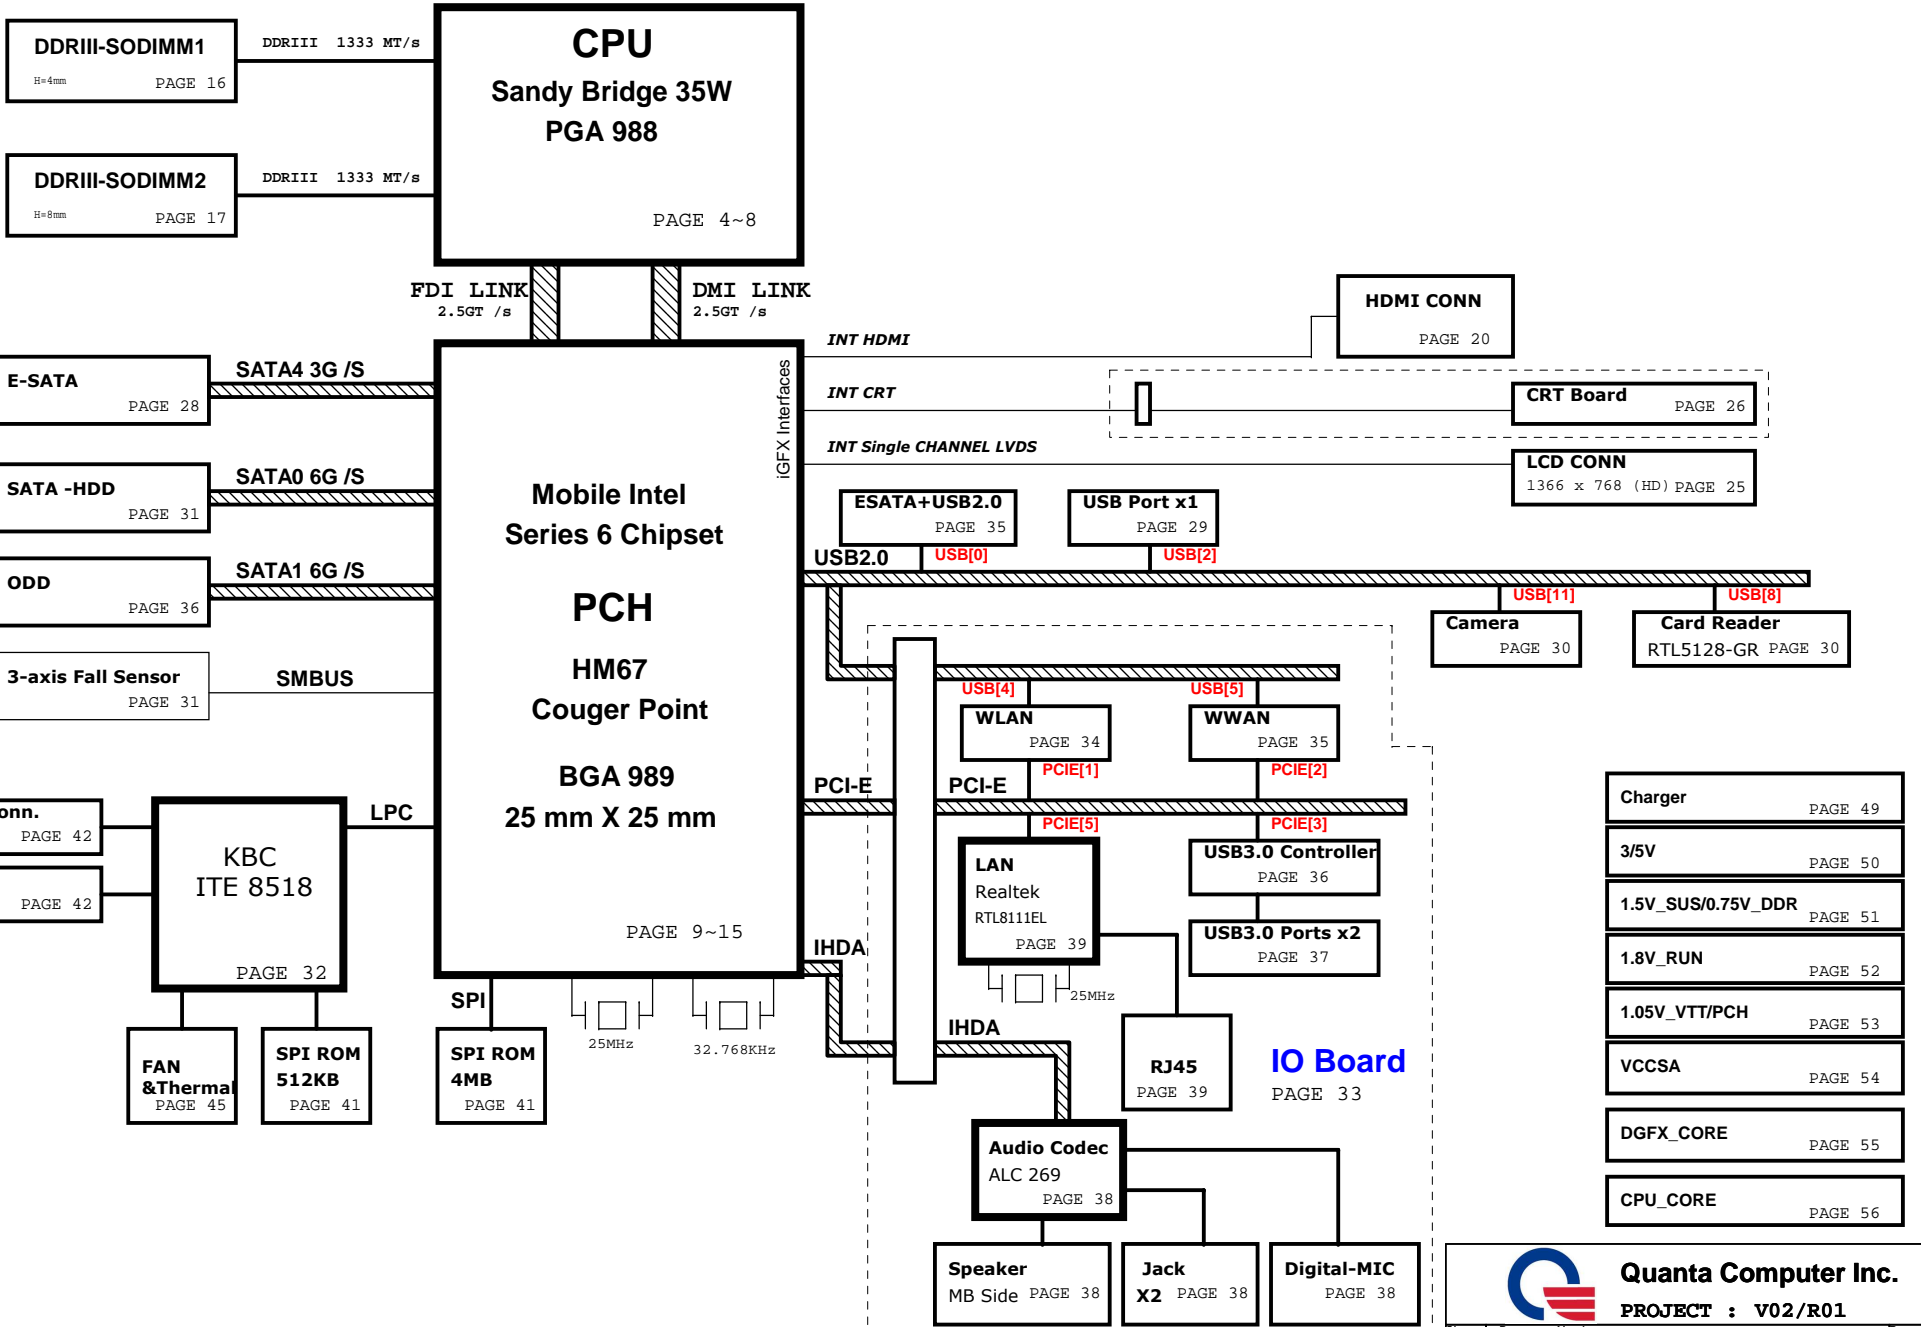 DDRIII-SODIMM1
H=4mm
PAGE 16
DDRIII 1333 MT/s
CPU
Sandy Bridge 35W
PGA 988
PAGE 4~8
DDRIII-SODIMM2
H=8mm
PAGE 17
DDRIII 1333 MT/s
FDI LINK
2.5GT /s
DMI LINK
2.5GT /s
E-SATA
PAGE 28
SATA4 3G /S
SATA -HDD
PAGE 31
SATA0 6G /S
ODD
PAGE 36
SATA1 6G /S
3-axis Fall Sensor
PAGE 31
SMBUS
iGFX Interfaces
Mobile Intel
Series 6 Chipset
PCH
HM67
Couger Point
BGA 989
25 mm X 25 mm
PAGE 9~15
INT HDMI
HDMI CONN
PAGE 20
INT CRT
CRT Board
PAGE 26
INT Single CHANNEL LVDS
LCD CONN
1366 x 768 (HD) PAGE 25
ESATA+USB2.0
PAGE 35
USB[0]
USB Port x1
PAGE 29
USB[2]
USB2.0
USB[11]
Camera
PAGE 30
USB[8]
Card Reader
RTL5128-GR PAGE 30
USB[4]
WLAN
PAGE 34
PCIE[1]
USB[5]
WWAN
PAGE 35
PCIE[2]
PCI-E
PCI-E
PCIE[5]
LAN
Realtek
RTL8111EL
PAGE 39
25MHz
PCIE[3]
USB3.0 Controller
PAGE 36
USB3.0 Ports x2
PAGE 37
onn.
PAGE 42
PAGE 42
KBC
ITE 8518
PAGE 32
LPC
FAN
&Thermal
PAGE 45
SPI ROM
512KB
PAGE 41
SPI
SPI ROM
4MB
PAGE 41
25MHz
32.768KHz
IHDA
IHDA
RJ45
PAGE 39
IO Board
PAGE 33
Audio Codec
ALC 269
PAGE 38
Speaker
MB Side PAGE 38
Jack
X2 PAGE 38
Digital-MIC
PAGE 38
Charger
PAGE 49
3/5V
PAGE 50
1.5V_SUS/0.75V_DDR
PAGE 51
1.8V_RUN
PAGE 52
1.05V_VTT/PCH
PAGE 53
VCCSA
PAGE 54
DGFX_CORE
PAGE 55
CPU_CORE
PAGE 56
Quanta Computer Inc.
PROJECT : V02/R01